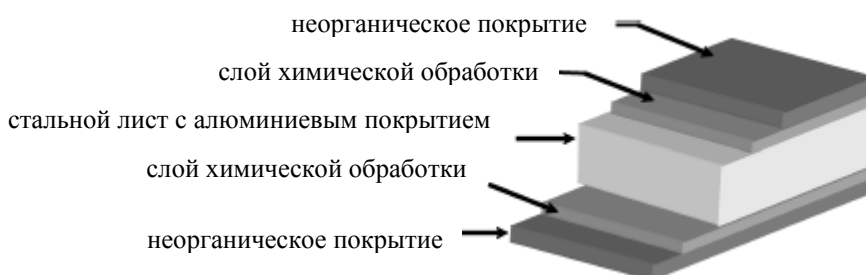 неорганическое покрытие
слой химической обработки
стальной лист с алюминиевым покрытием
слой химической обработки
неорганическое покрытие